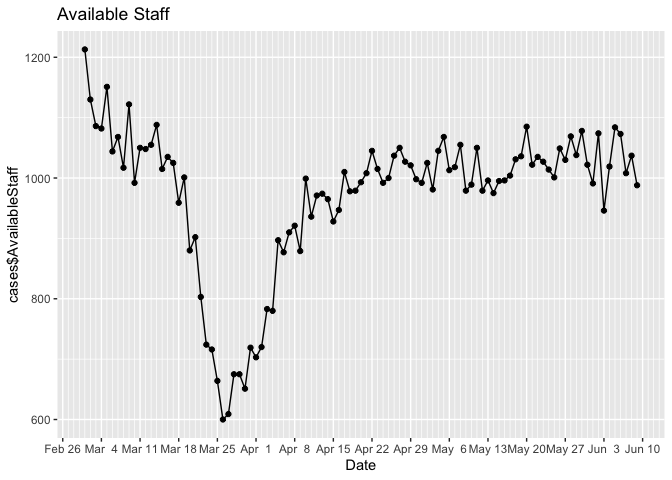 Available Staff
1200
1000
800
600
cases$AvailableStaff
Feb 26 Mar 4 Mar 11 Mar 18 Mar 25 Apr 1 Apr 8 Apr 15 Apr 22 Apr 29 May 6 May 13 May 20 May 27 Jun 3 Jun 10
Date